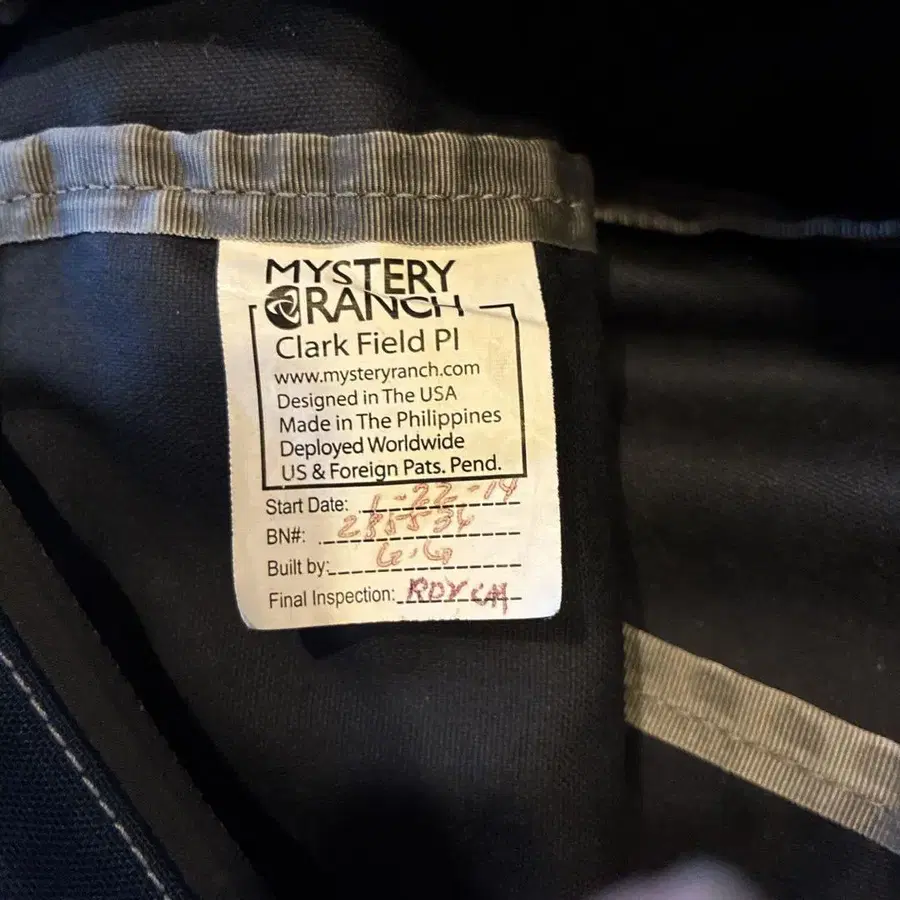 MYSTERY
RANCH
Clark Field PI
www.mysteryranch.com
Designed in The USA
Made in The Philippines
Deployed Worldwide
US & Foreign Pats. Pend.
Start Date: 1-22-14
BN#:
Built by: G.G
Final Inspection: ROY